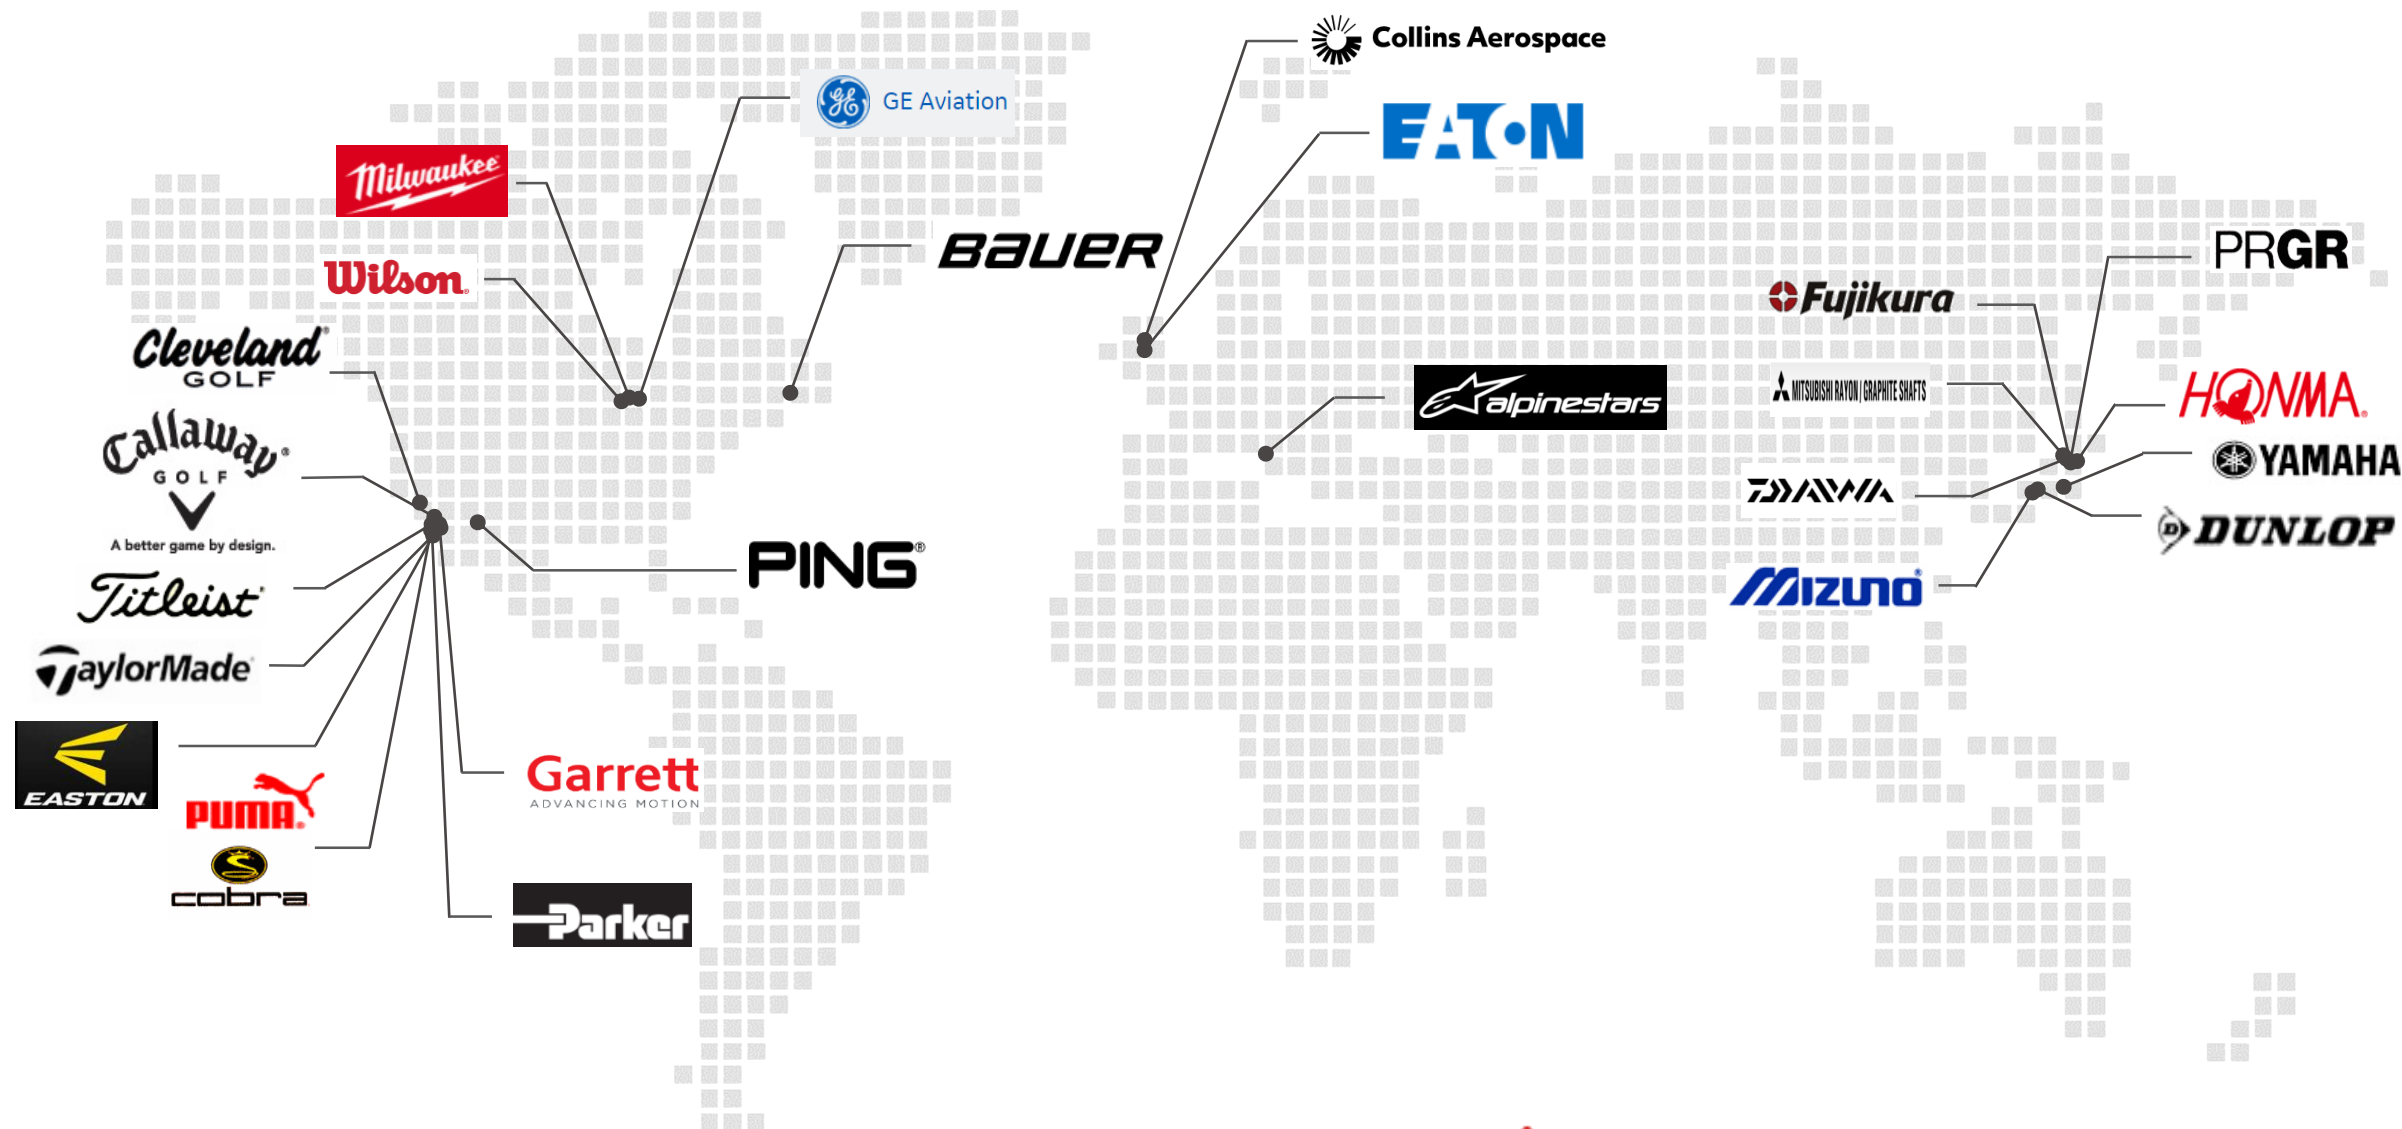 Collins Aerospace
GE Aviation
EATON
Milwaukee
BAUER
PRGR
Wilson®
Fujikura
Cleveland®
GOLF
alpinestars
MITSUBISHI RAYON | GRAPHITE SHAFTS
HONMA®
Callaway®
GOLF
A better game by design.
YAMAHA
DAIWA
DUNLOP
PING®
Mizuno®
Titleist
TaylorMade
EASTON
Garrett
ADVANCING MOTION
PUMA®
cobra
Parker